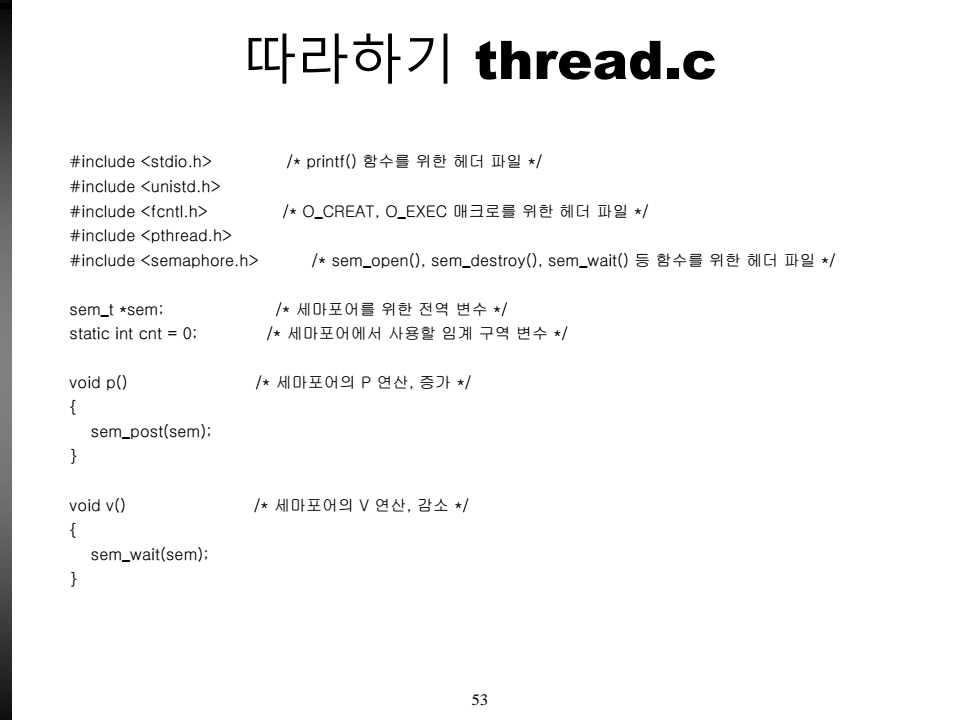 따라하기 thread.c
#include <stdio.h> /* printf() 함수를 위한 헤더 파일 */
#include <unistd.h>
#include <fcntl.h> /* O_CREAT, O_EXEC 매크로를 위한 헤더 파일 */
#include <pthread.h>
#include <semaphore.h> /* sem_open(), sem_destroy(), sem_wait() 등 함수를 위한 헤더 파일 */
sem_t *sem; /* 세마포어를 위한 전역 변수 */
static int cnt = 0; /* 세마포어에서 사용할 임계 구역 변수 */
void p() /* 세마포어의 P 연산, 증가 */
{
sem_post(sem);
}
void v() /* 세마포어의 V 연산, 감소 */
{
sem_wait(sem);
}
53